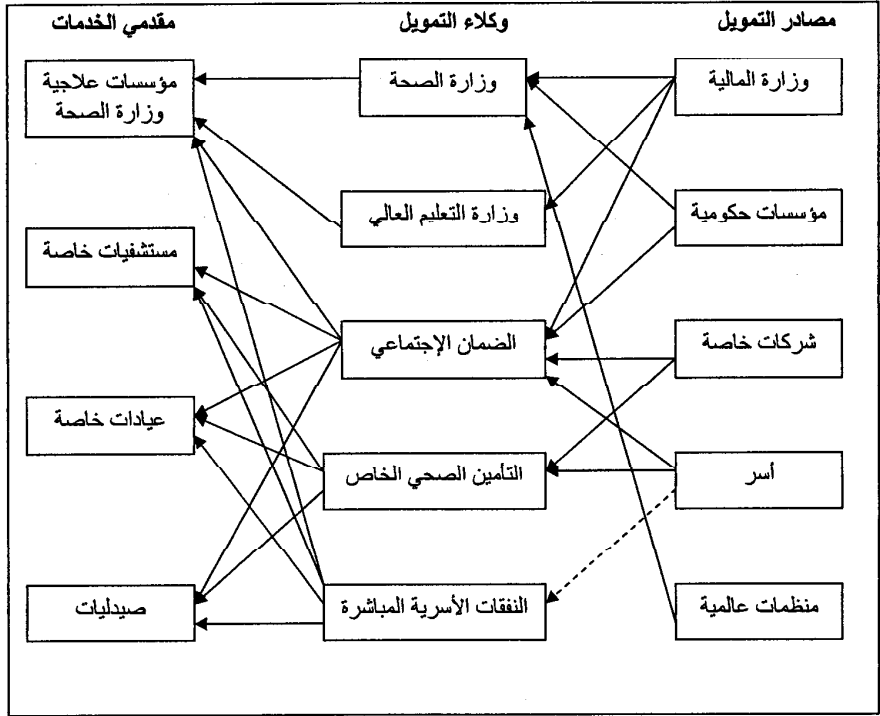 مصادر التمويل
وكلاء التمويل
مقدمي الخدمات
وزارة المالية
وزارة الصحة
مؤسسات علاجية
وزارة الصحة
مؤسسات حكومية
وزارة التعليم العالي
مستشفيات خاصة
شركات خاصة
الضمان الإجتماعي
عيادات خاصة
أسر
التأمين الصحي الخاص
منظمات عالمية
النفقات الأسرية المباشرة
صيدليات